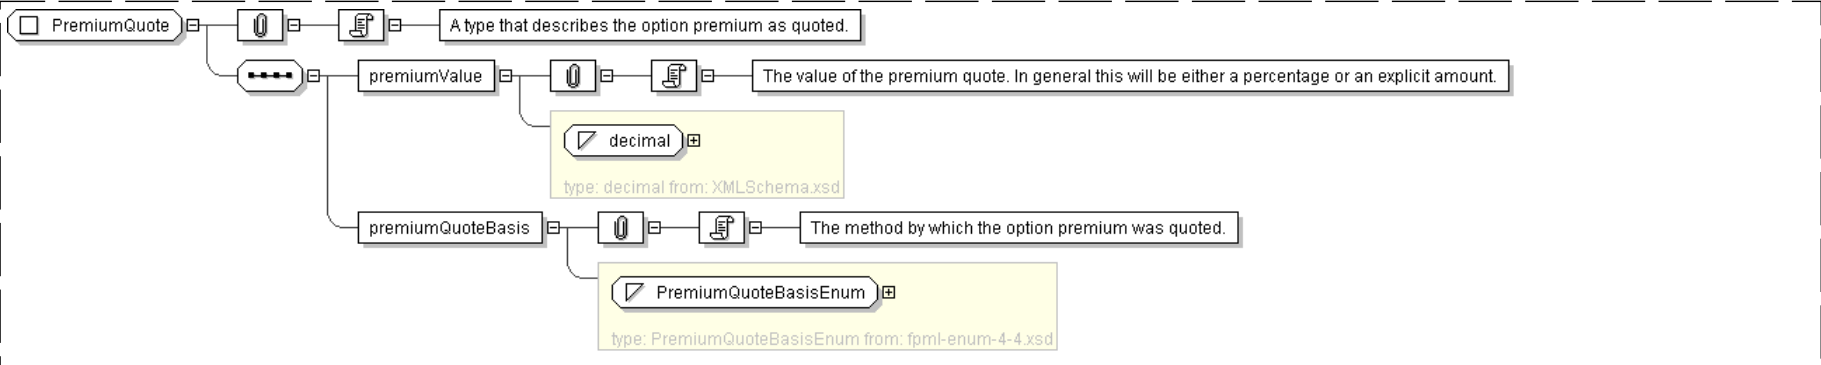 PremiumQuote A type that describes the option premium as quoted.
premiumValue The value of the premium quote. In general this will be either a percentage or an explicit amount.
decimal
type: decimal from: XMLSchema.xsd
premiumQuoteBasis The method by which the option premium was quoted.
PremiumQuoteBasisEnum
type: PremiumQuoteBasisEnum from: fpml-enum-4-4.xsd